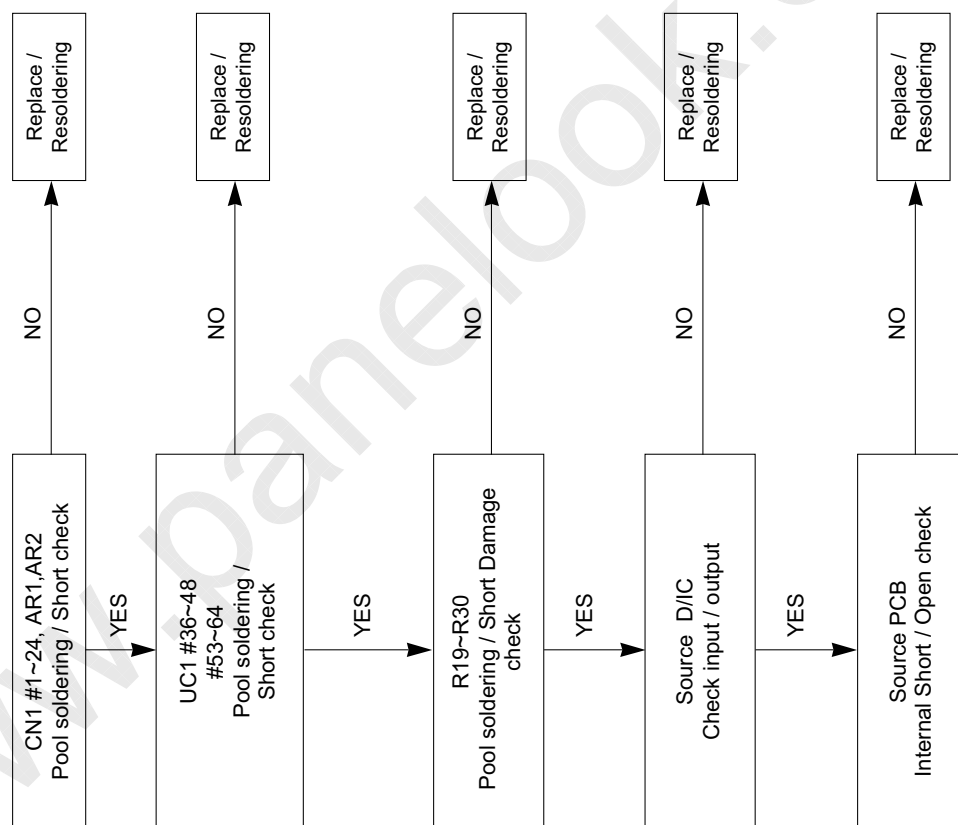 CN1 #1~24, AR1,AR2
Pool soldering / Short check
NO
Replace /
Resoldering
YES
UC1 #36~48
#53~64
Pool soldering /
Short check
NO
Replace /
Resoldering
YES
R19~R30
Pool soldering / Short Damage
check
NO
Replace /
Resoldering
YES
Source D/IC
Check input / output
NO
Replace /
Resoldering
YES
Source PCB
Internal Short / Open check
NO
Replace /
Resoldering
www.panelook.